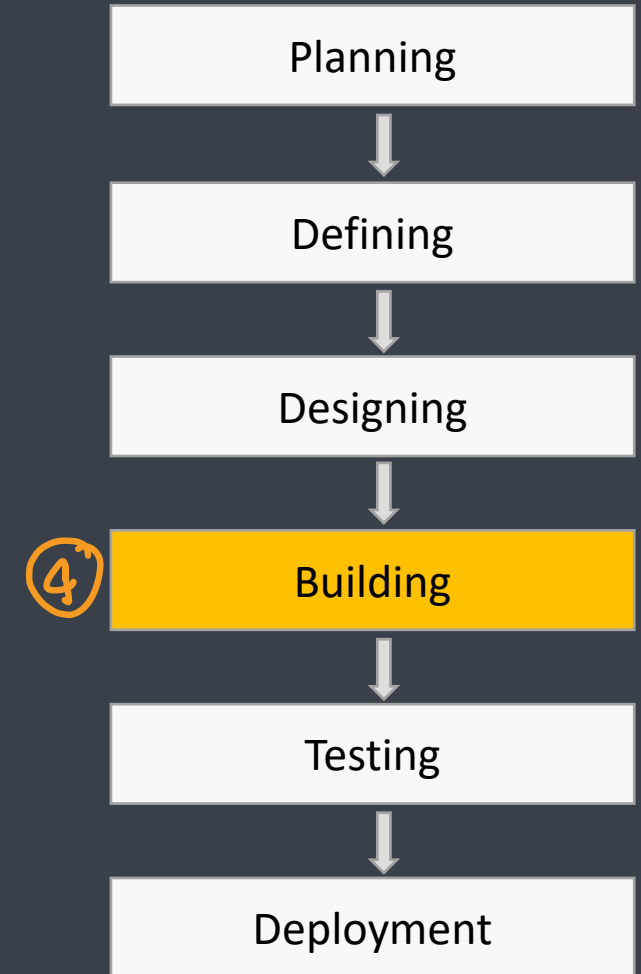 Planning
Defining
Designing
4 Building
Testing
Deployment